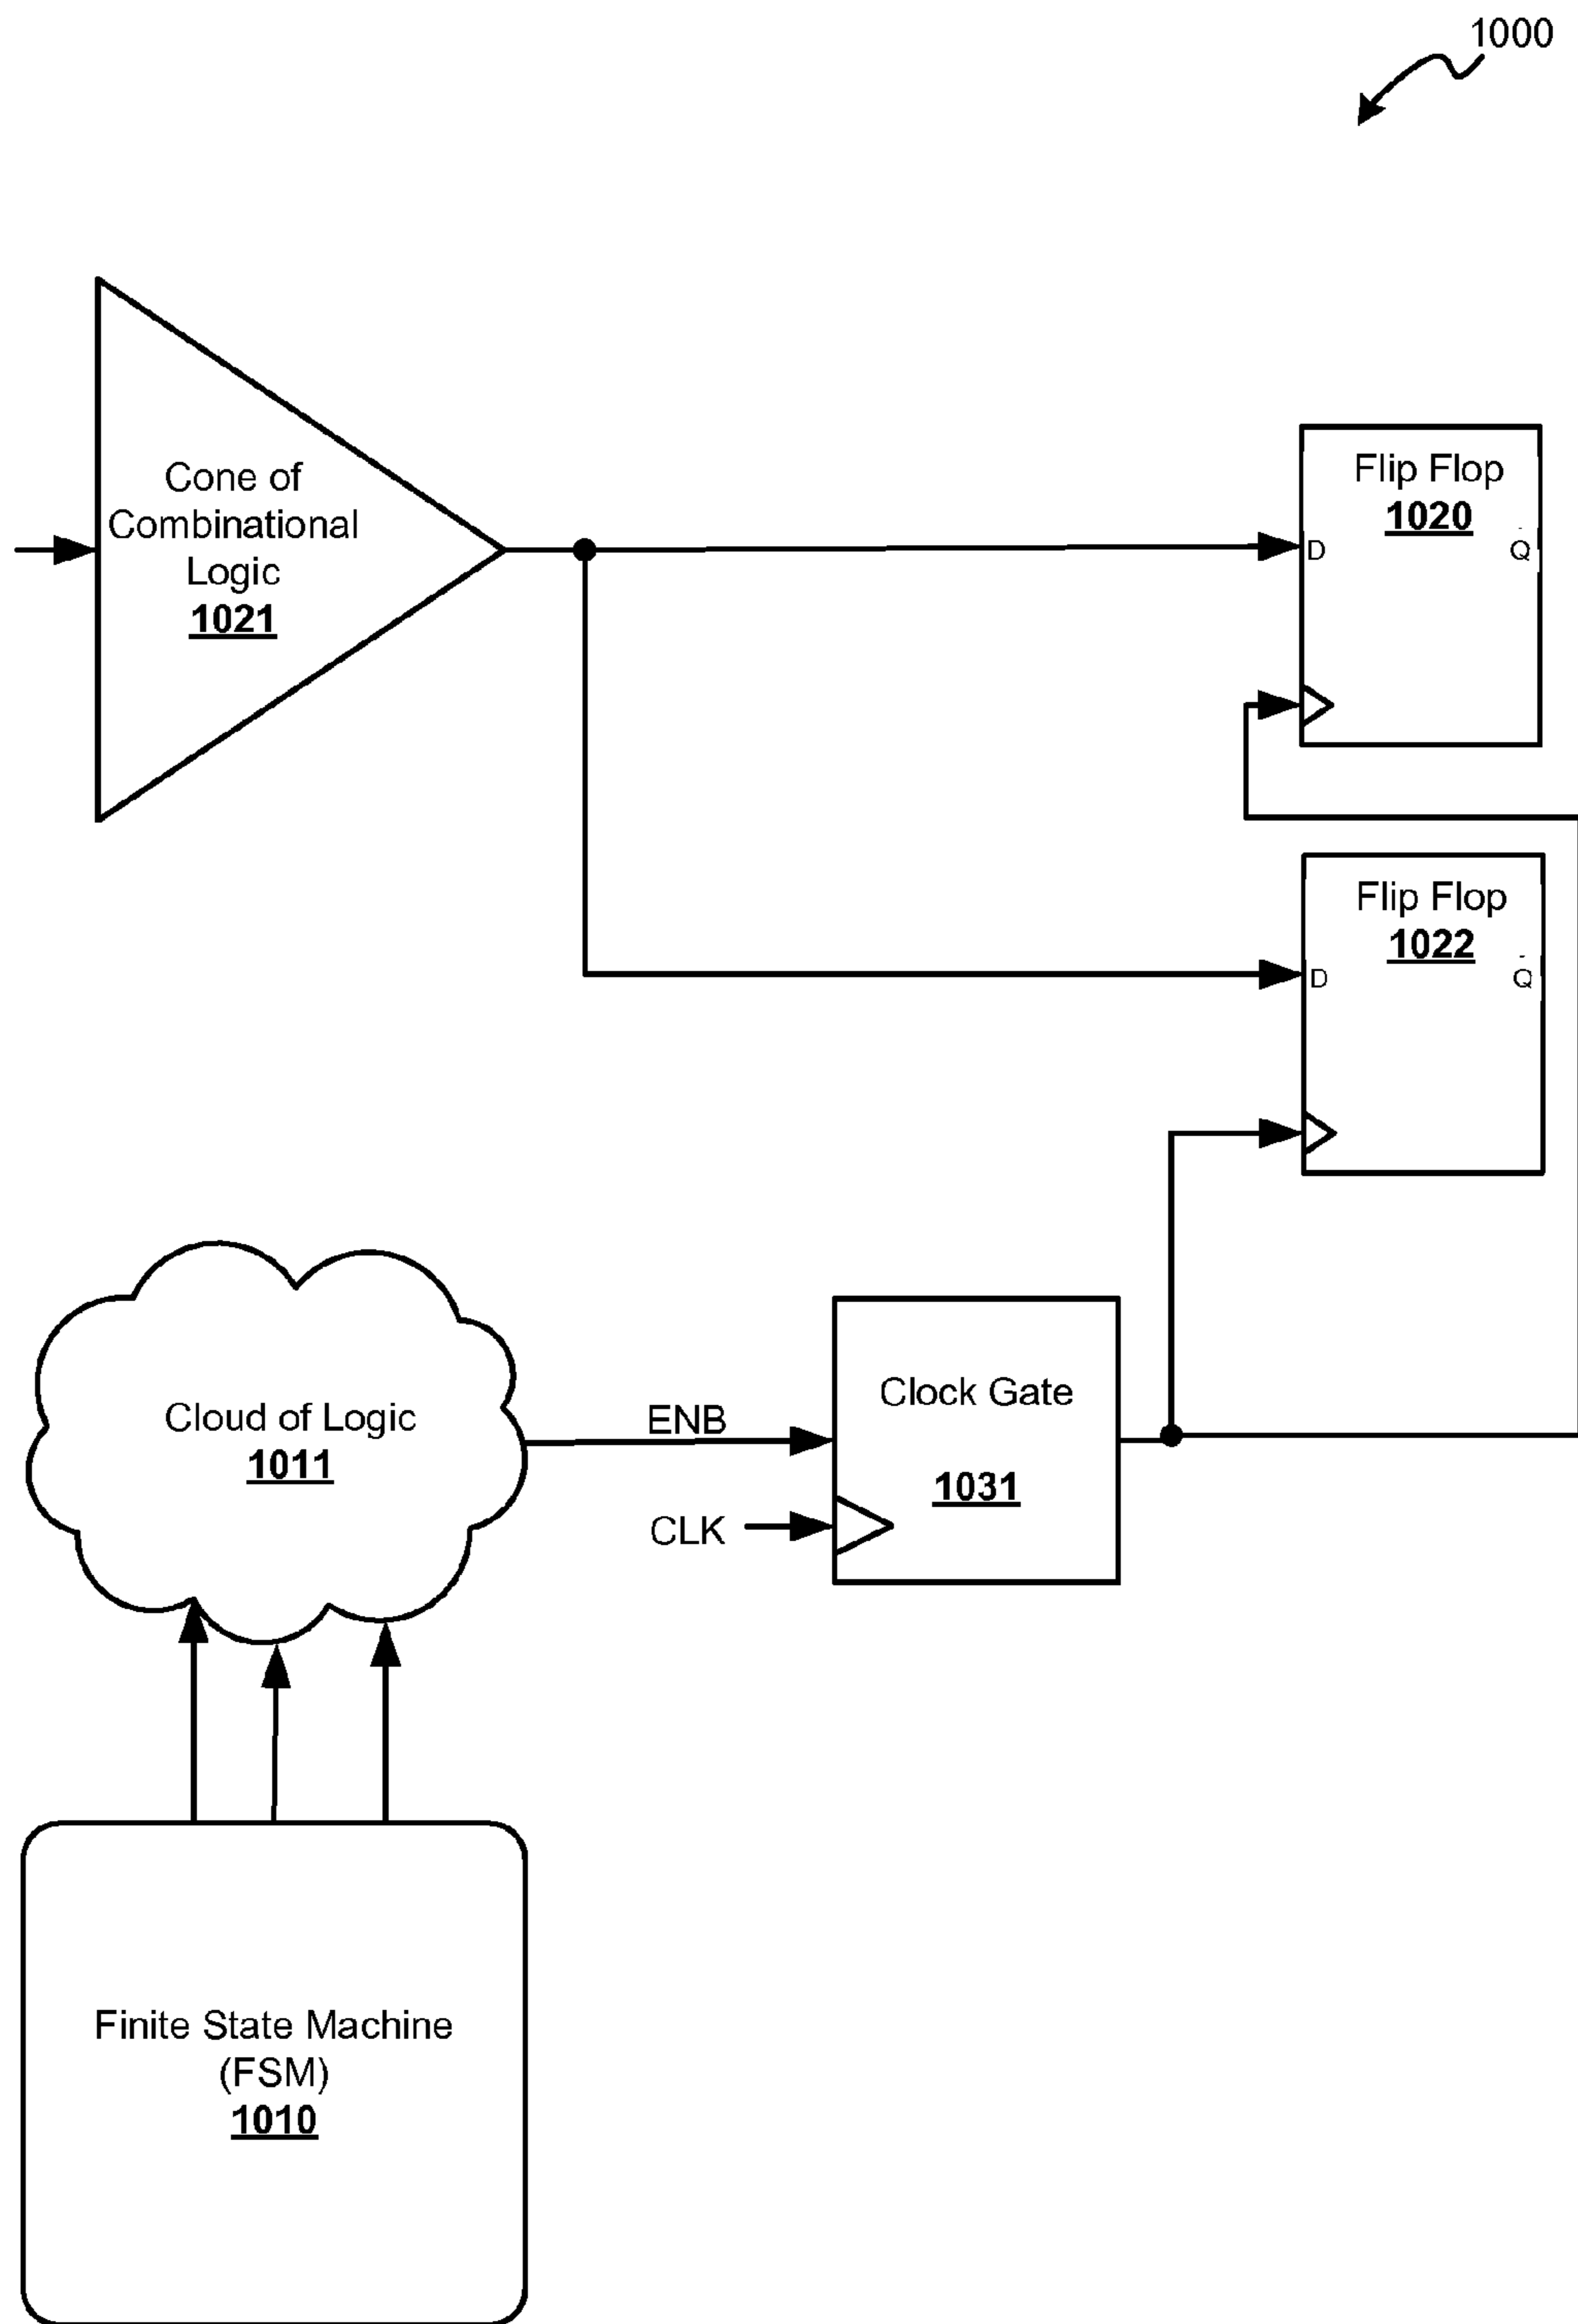 1000
Cone of
Combinational
Logic
1021
Flip Flop
1020
D
Q
Flip Flop
1022
D
Q
Cloud of Logic
1011
ENB
CLK
Clock Gate
1031
Finite State Machine
(FSM)
1010